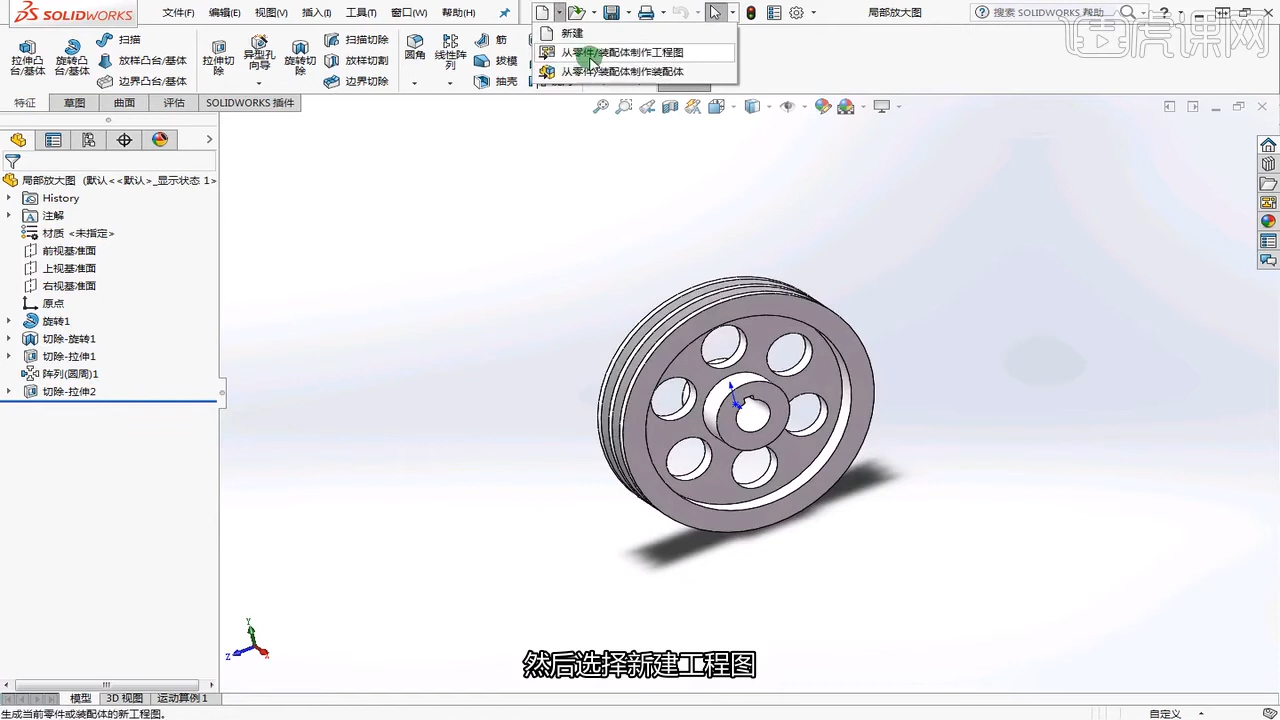 SOLIDWORKS
文件(F)
编辑(E)
视图(V)
插入(I)
工具(T)
窗口(W)
帮助(H)
局部放大图
搜索 SOLIDWORKS 帮助
虎课网
新建
从零件/装配体制作工程图
从零件/装配体制作装配体
拉伸凸台/基体
旋转凸台/基体
扫描
放样凸台/基体
边界凸台/基体
拉伸切除
异型孔向导
旋转切除
扫描切除
放样切割
边界切除
圆角
线性阵列
筋
拔模
抽壳
特征
草图
曲面
评估
SOLIDWORKS 插件
局部放大图 (默认<<默认>_显示状态 1>
History
注解
材质 <未指定>
前视基准面
上视基准面
右视基准面
原点
旋转1
切除-旋转1
切除-拉伸1
阵列(圆周)1
切除-拉伸2
Y
Z
X
然后选择新建工程图
模型
3D 视图
运动算例 1
生成当前零件或装配体的新工程图。
自定义